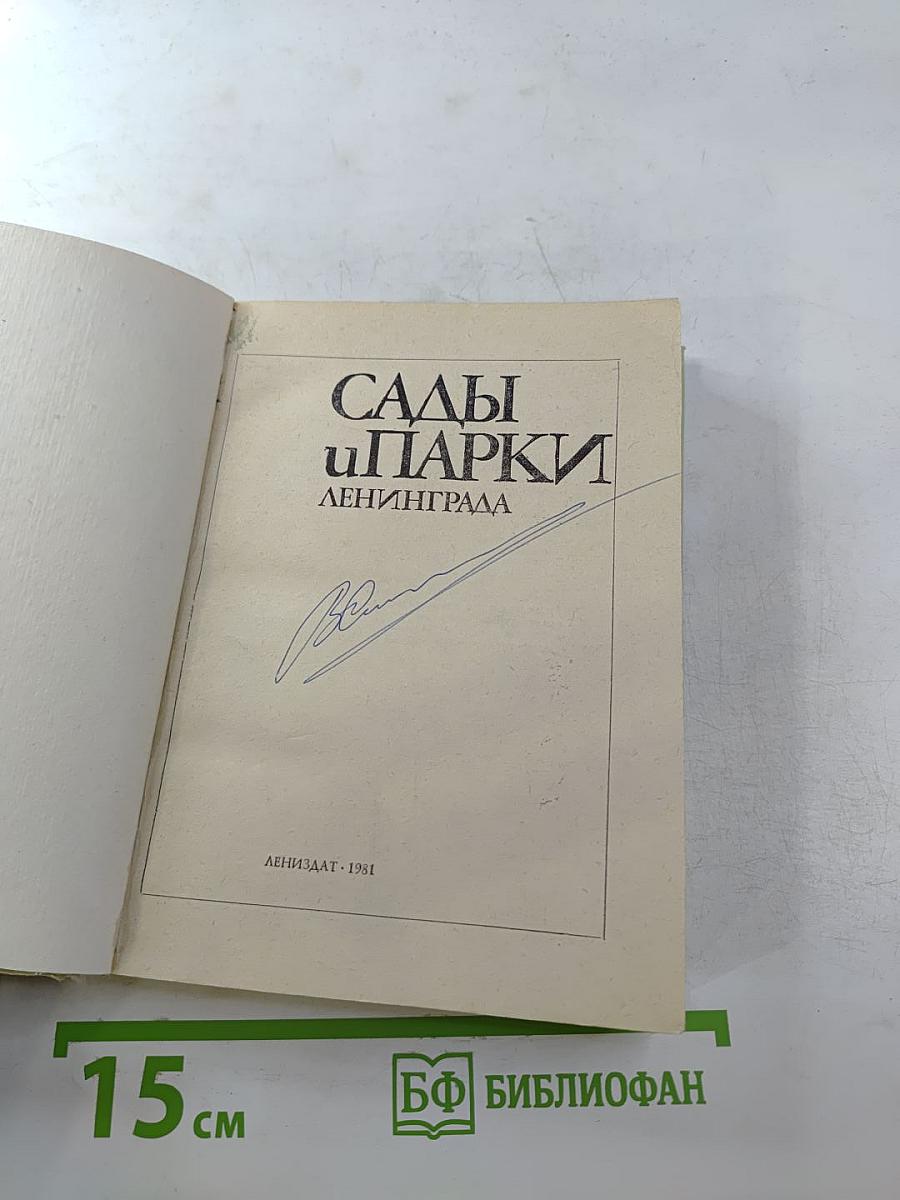 САДЫ
и ПАРКИ
ЛЕНИНГРАДА
ЛЕНИЗДАТ · 1981
15 см
БФ БИБЛИОФАН